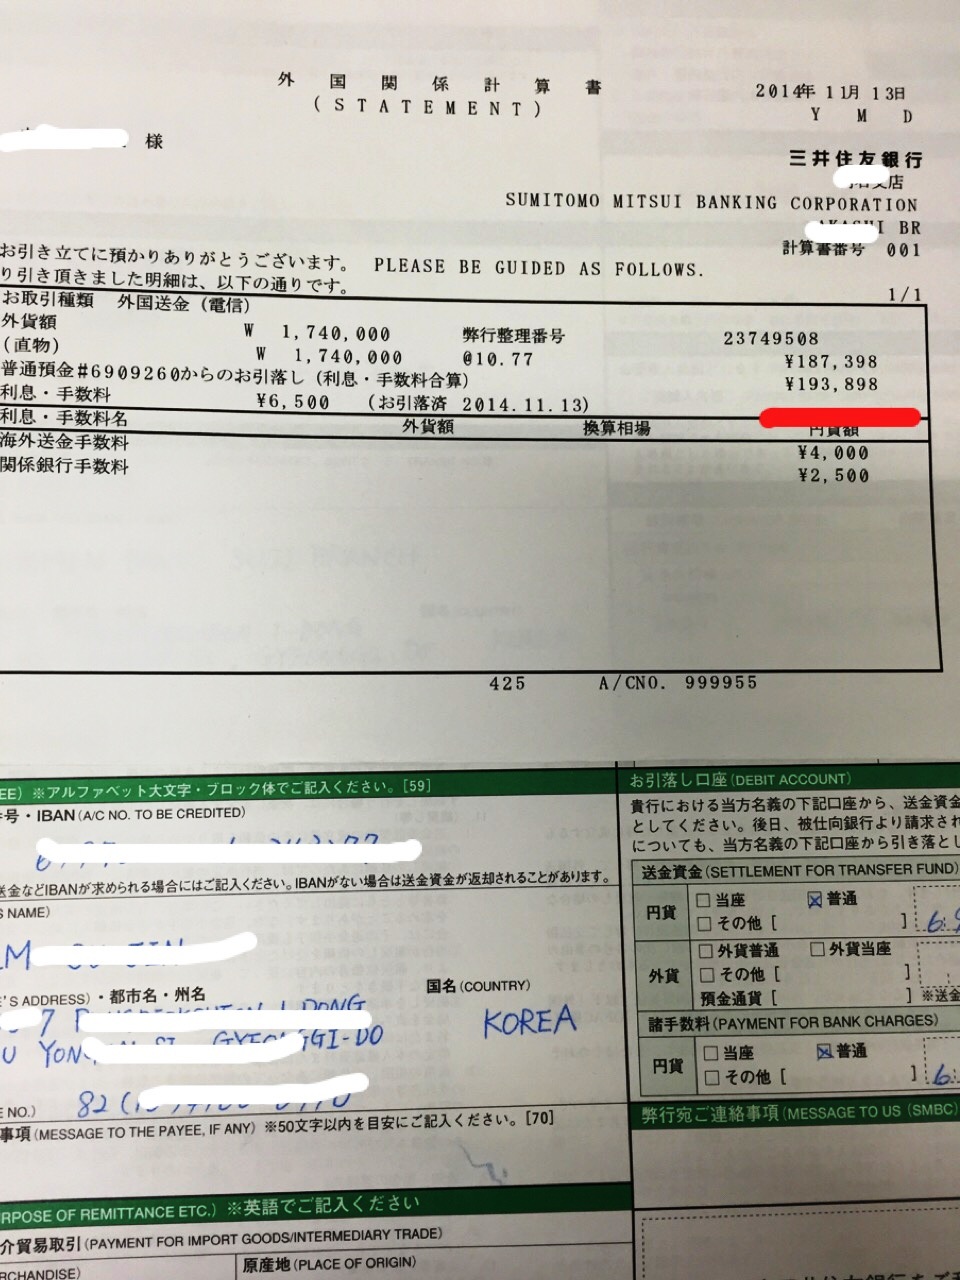 外国関係計算書
(STATEMENT)
2014年11月13日
Y M D
様
三井住友銀行
支店
SUMITOMO MITSUI BANKING CORPORATION
BR
計算書番号 001
お引き立てに預かりありがとうございます。 PLEASE BE GUIDED AS FOLLOWS.
り引き頂きました明細は、以下の通りです。
1/1
お取引種類 外国送金(電信)
外貨額 ₩ 1,740,000 弊行整理番号 23749508
(直物) ₩ 1,740,000 @10.77 ¥187,398
普通預金#6909260からのお引落し(利息・手数料合算) ¥193,898
利息・手数料 ¥6,500 (お引落済 2014.11.13)
利息・手数料名 外貨額 換算相場 円貨額
海外送金手数料 ¥4,000
関係銀行手数料 ¥2,500
425 A/CNO. 999955
EE) ※アルファベット大文字・ブロック体でご記入ください。[59]
号・IBAN (A/C NO. TO BE CREDITED)
送金などIBANが求められる場合にはご記入ください。IBANがない場合は送金資金が返却されることがあります。
S NAME)
E'S ADDRESS)・都市名・州名
国名 (COUNTRY)
7
DONG
GYEONGGI-DO
KOREA
82
E NO.)
事項 (MESSAGE TO THE PAYEE, IF ANY) ※50文字以内を目安にご記入ください。[70]
RPOSE OF REMITTANCE ETC.) ※英語でご記入ください
介貿易取引 (PAYMENT FOR IMPORT GOODS/INTERMEDIARY TRADE)
RCHANDISE)
原産地 (PLACE OF ORIGIN)
お引落し口座 (DEBIT ACCOUNT)
貴行における当方名義の下記口座から、送金資金
としてください。後日、被仕向銀行より請求され
についても、当方名義の下記口座から引き落とし
送金資金 (SETTLEMENT FOR TRANSFER FUND)
円貨
□ 当座 ☒ 普通
□ その他 [ ]
外貨
□ 外貨普通 □ 外貨当座
□ その他 [ ]
預金通貨 [ ] ※送金
諸手数料 (PAYMENT FOR BANK CHARGES)
円貨
□ 当座 ☒ 普通
□ その他 [ ]
弊行宛ご連絡事項 (MESSAGE TO US (SMBC)